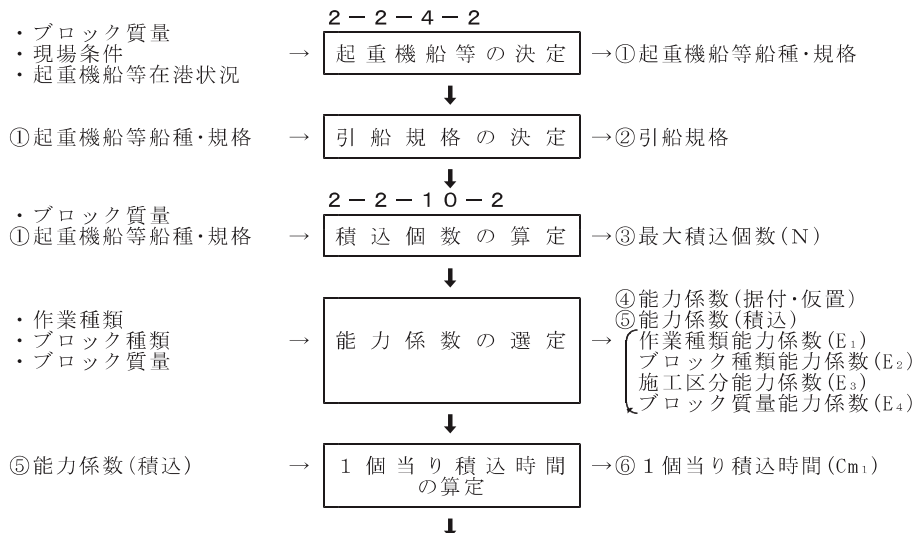 2－2－4－2
・ブロック質量
・現場条件 → 起重機船等の決定 →①起重機船等船種･規格
・起重機船等在港状況
⬇
①起重機船等船種･規格 → 引船規格の決定 →②引船規格
⬇
2－2－10－2
・ブロック質量
①起重機船等船種･規格 → 積込個数の算定 →③最大積込個数(N)
⬇
④能力係数(据付･仮置)
・作業種類 ⑤能力係数(積込)
・ブロック種類 → 能力係数の選定 → 作業種類能力係数(E₁)
・ブロック質量 ブロック種類能力係数(E₂)
施工区分能力係数(E₃)
ブロック質量能力係数(E₄)
⬇
⑤能力係数(積込) → 1個当り積込時間 →⑥1個当り積込時間(Cm₁)
の算定
⬇